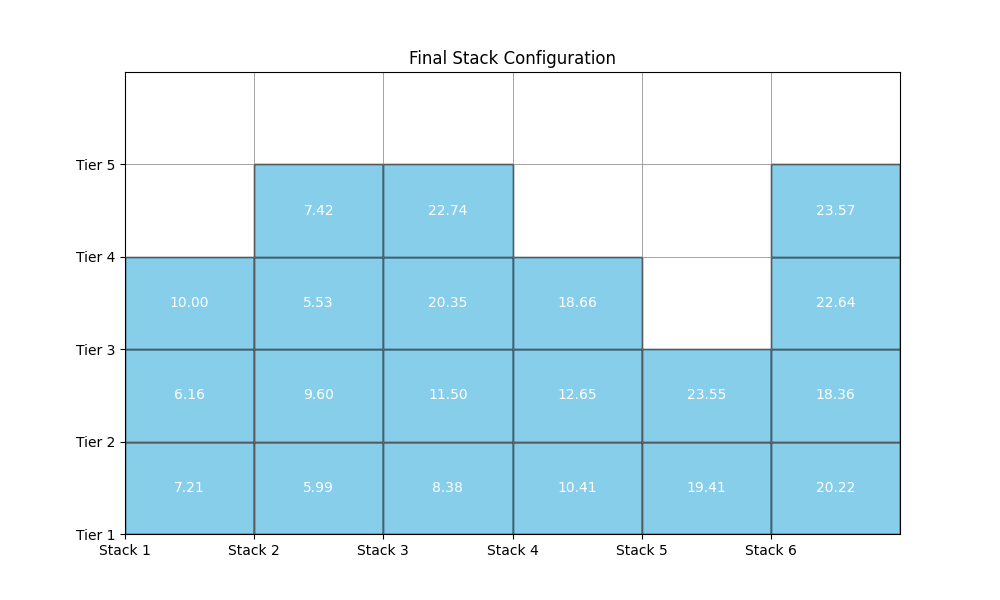 Final Stack Configuration
Tier 5
7.42 22.74 23.57
Tier 4
10.00 5.53 20.35 18.66 22.64
Tier 3
6.16 9.60 11.50 12.65 23.55 18.36
Tier 2
7.21 5.99 8.38 10.41 19.41 20.22
Tier 1
Stack 1 Stack 2 Stack 3 Stack 4 Stack 5 Stack 6